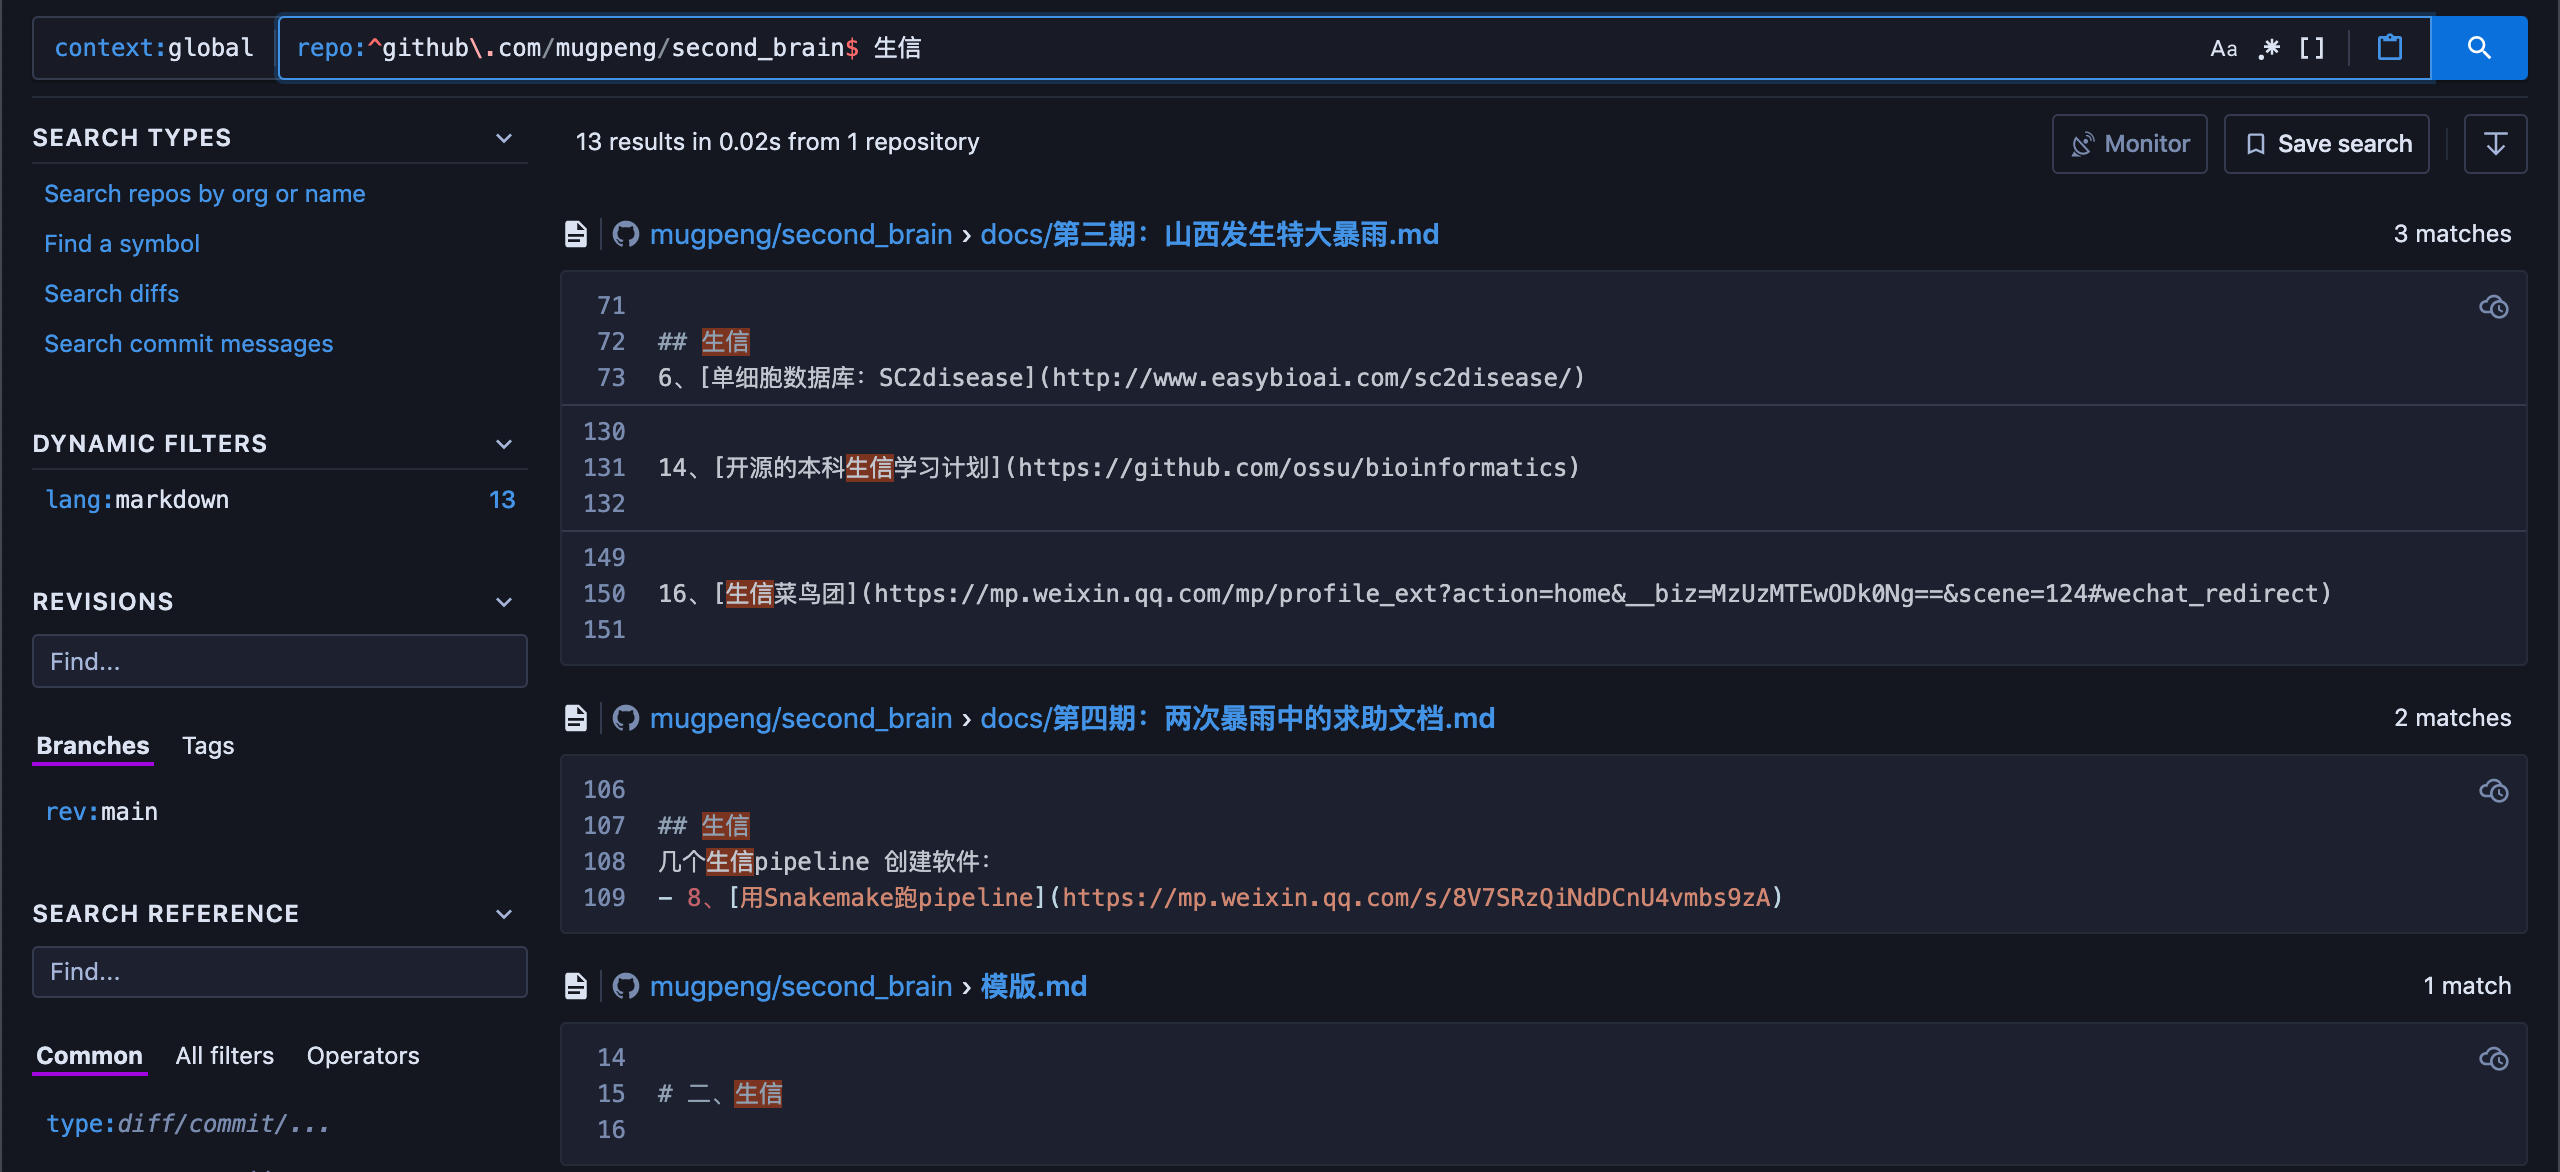 context:global repo:^github\.com/mugpeng/second_brain$ 生信 Aa .* []
SEARCH TYPES
Search repos by org or name
Find a symbol
Search diffs
Search commit messages
DYNAMIC FILTERS
lang:markdown 13
REVISIONS
Find...
Branches Tags
rev:main
SEARCH REFERENCE
Find...
Common All filters Operators
type:diff/commit/...
13 results in 0.02s from 1 repository
Monitor Save search
mugpeng/second_brain › docs/第三期：山西发生特大暴雨.md 3 matches
71
72 ## 生信
73 6、[单细胞数据库：SC2disease](http://www.easybioai.com/sc2disease/)
130
131 14、[开源的本科生信学习计划](https://github.com/ossu/bioinformatics)
132
149
150 16、[生信菜鸟团](https://mp.weixin.qq.com/mp/profile_ext?action=home&__biz=MzUzMTEwODk0Ng==&scene=124#wechat_redirect)
151
mugpeng/second_brain › docs/第四期：两次暴雨中的求助文档.md 2 matches
106
107 ## 生信
108 几个生信pipeline 创建软件：
109 - 8、[用Snakemake跑pipeline](https://mp.weixin.qq.com/s/8V7SRzQiNdDCnU4vmbs9zA)
mugpeng/second_brain › 模版.md 1 match
14
15 # 二、生信
16